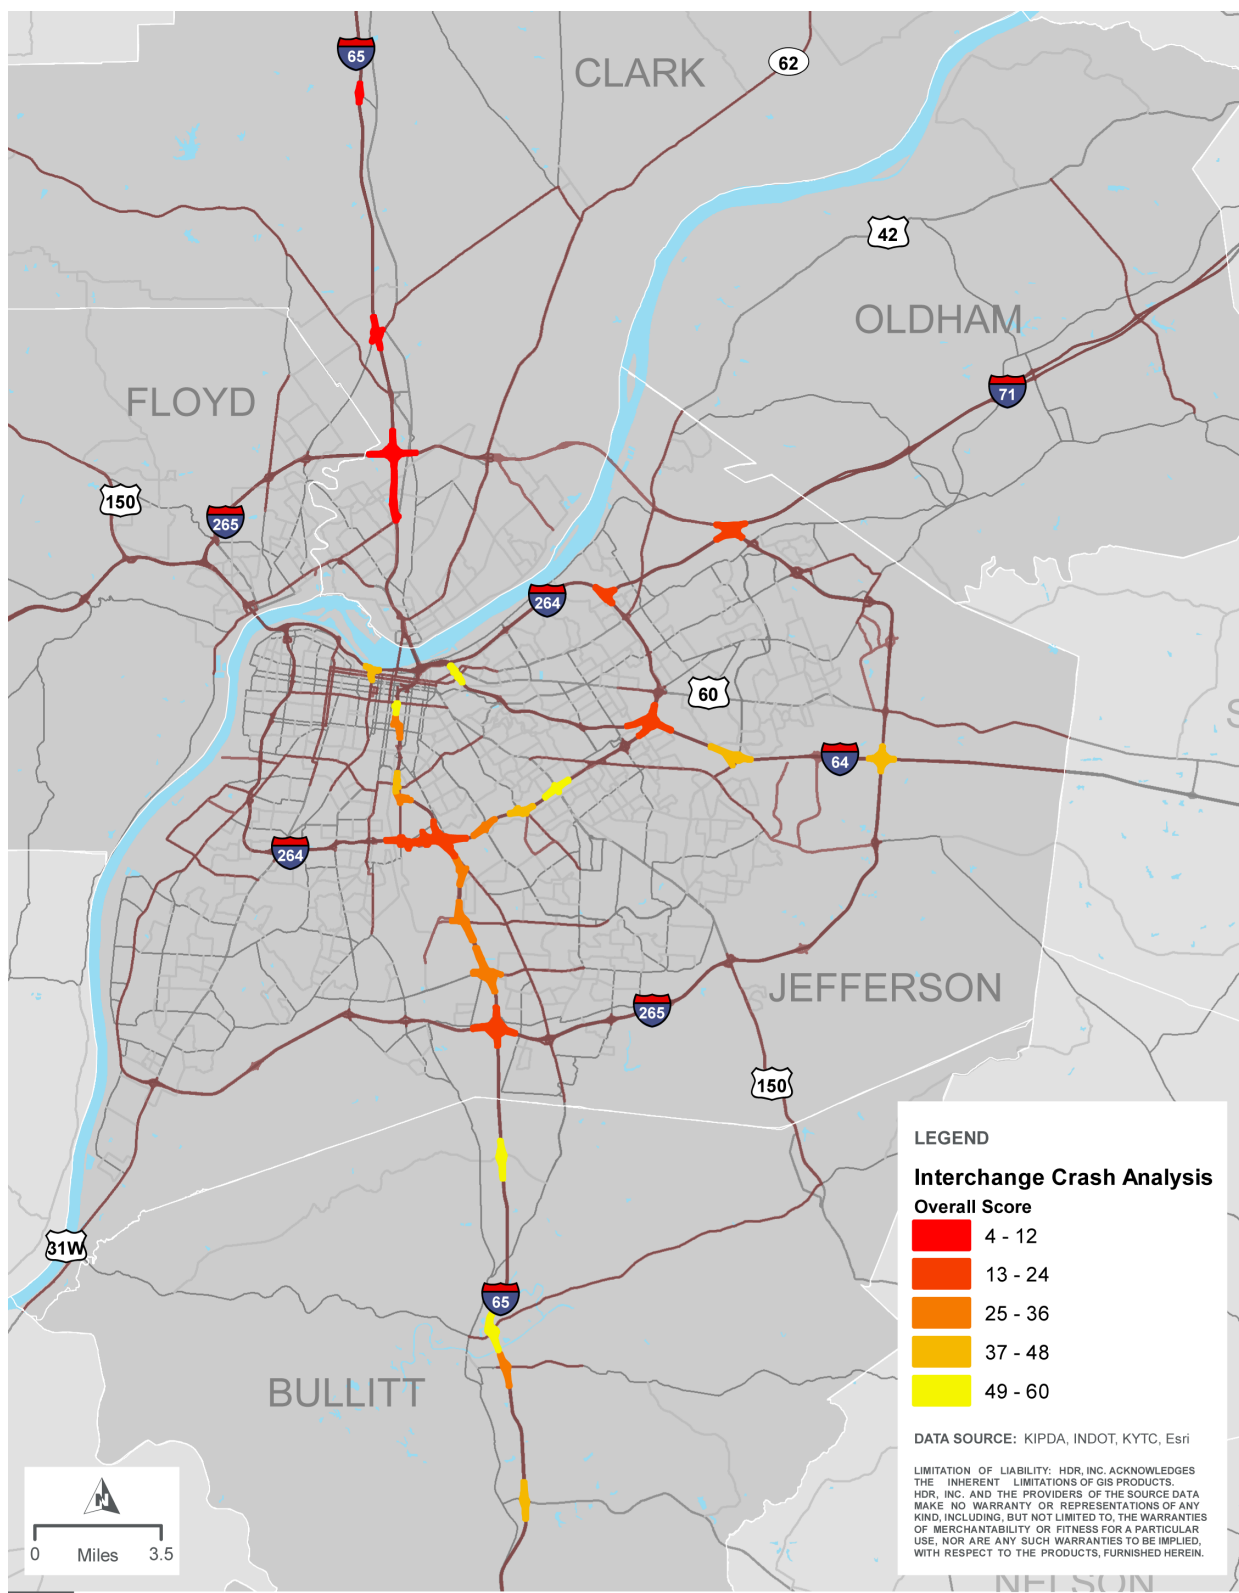 65
CLARK
62
42
OLDHAM
71
FLOYD
150
265
264
60
64
264
JEFFERSON
265
150
31W
65
BULLITT
LEGEND
Interchange Crash Analysis
Overall Score
4 - 12
13 - 24
25 - 36
37 - 48
49 - 60
DATA SOURCE: KIPDA, INDOT, KYTC, Esri
LIMITATION OF LIABILITY: HDR, INC. ACKNOWLEDGES
THE INHERENT LIMITATIONS OF GIS PRODUCTS.
HDR, INC. AND THE PROVIDERS OF THE SOURCE DATA
MAKE NO WARRANTY OR REPRESENTATIONS OF ANY
KIND, INCLUDING, BUT NOT LIMITED TO, THE WARRANTIES
OF MERCHANTABILITY OR FITNESS FOR A PARTICULAR
USE, NOR ARE ANY SUCH WARRANTIES TO BE IMPLIED,
WITH RESPECT TO THE PRODUCTS, FURNISHED HEREIN.
N
0 Miles 3.5
NELSON